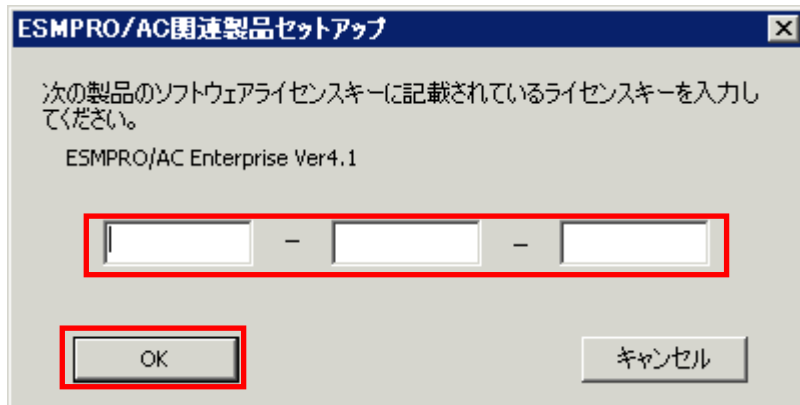 ESMPRO/AC関連製品セットアップ
次の製品のソフトウェアライセンスキーに記載されているライセンスキーを入力し
てください。
ESMPRO/AC Enterprise Ver4.1
– –
OK キャンセル